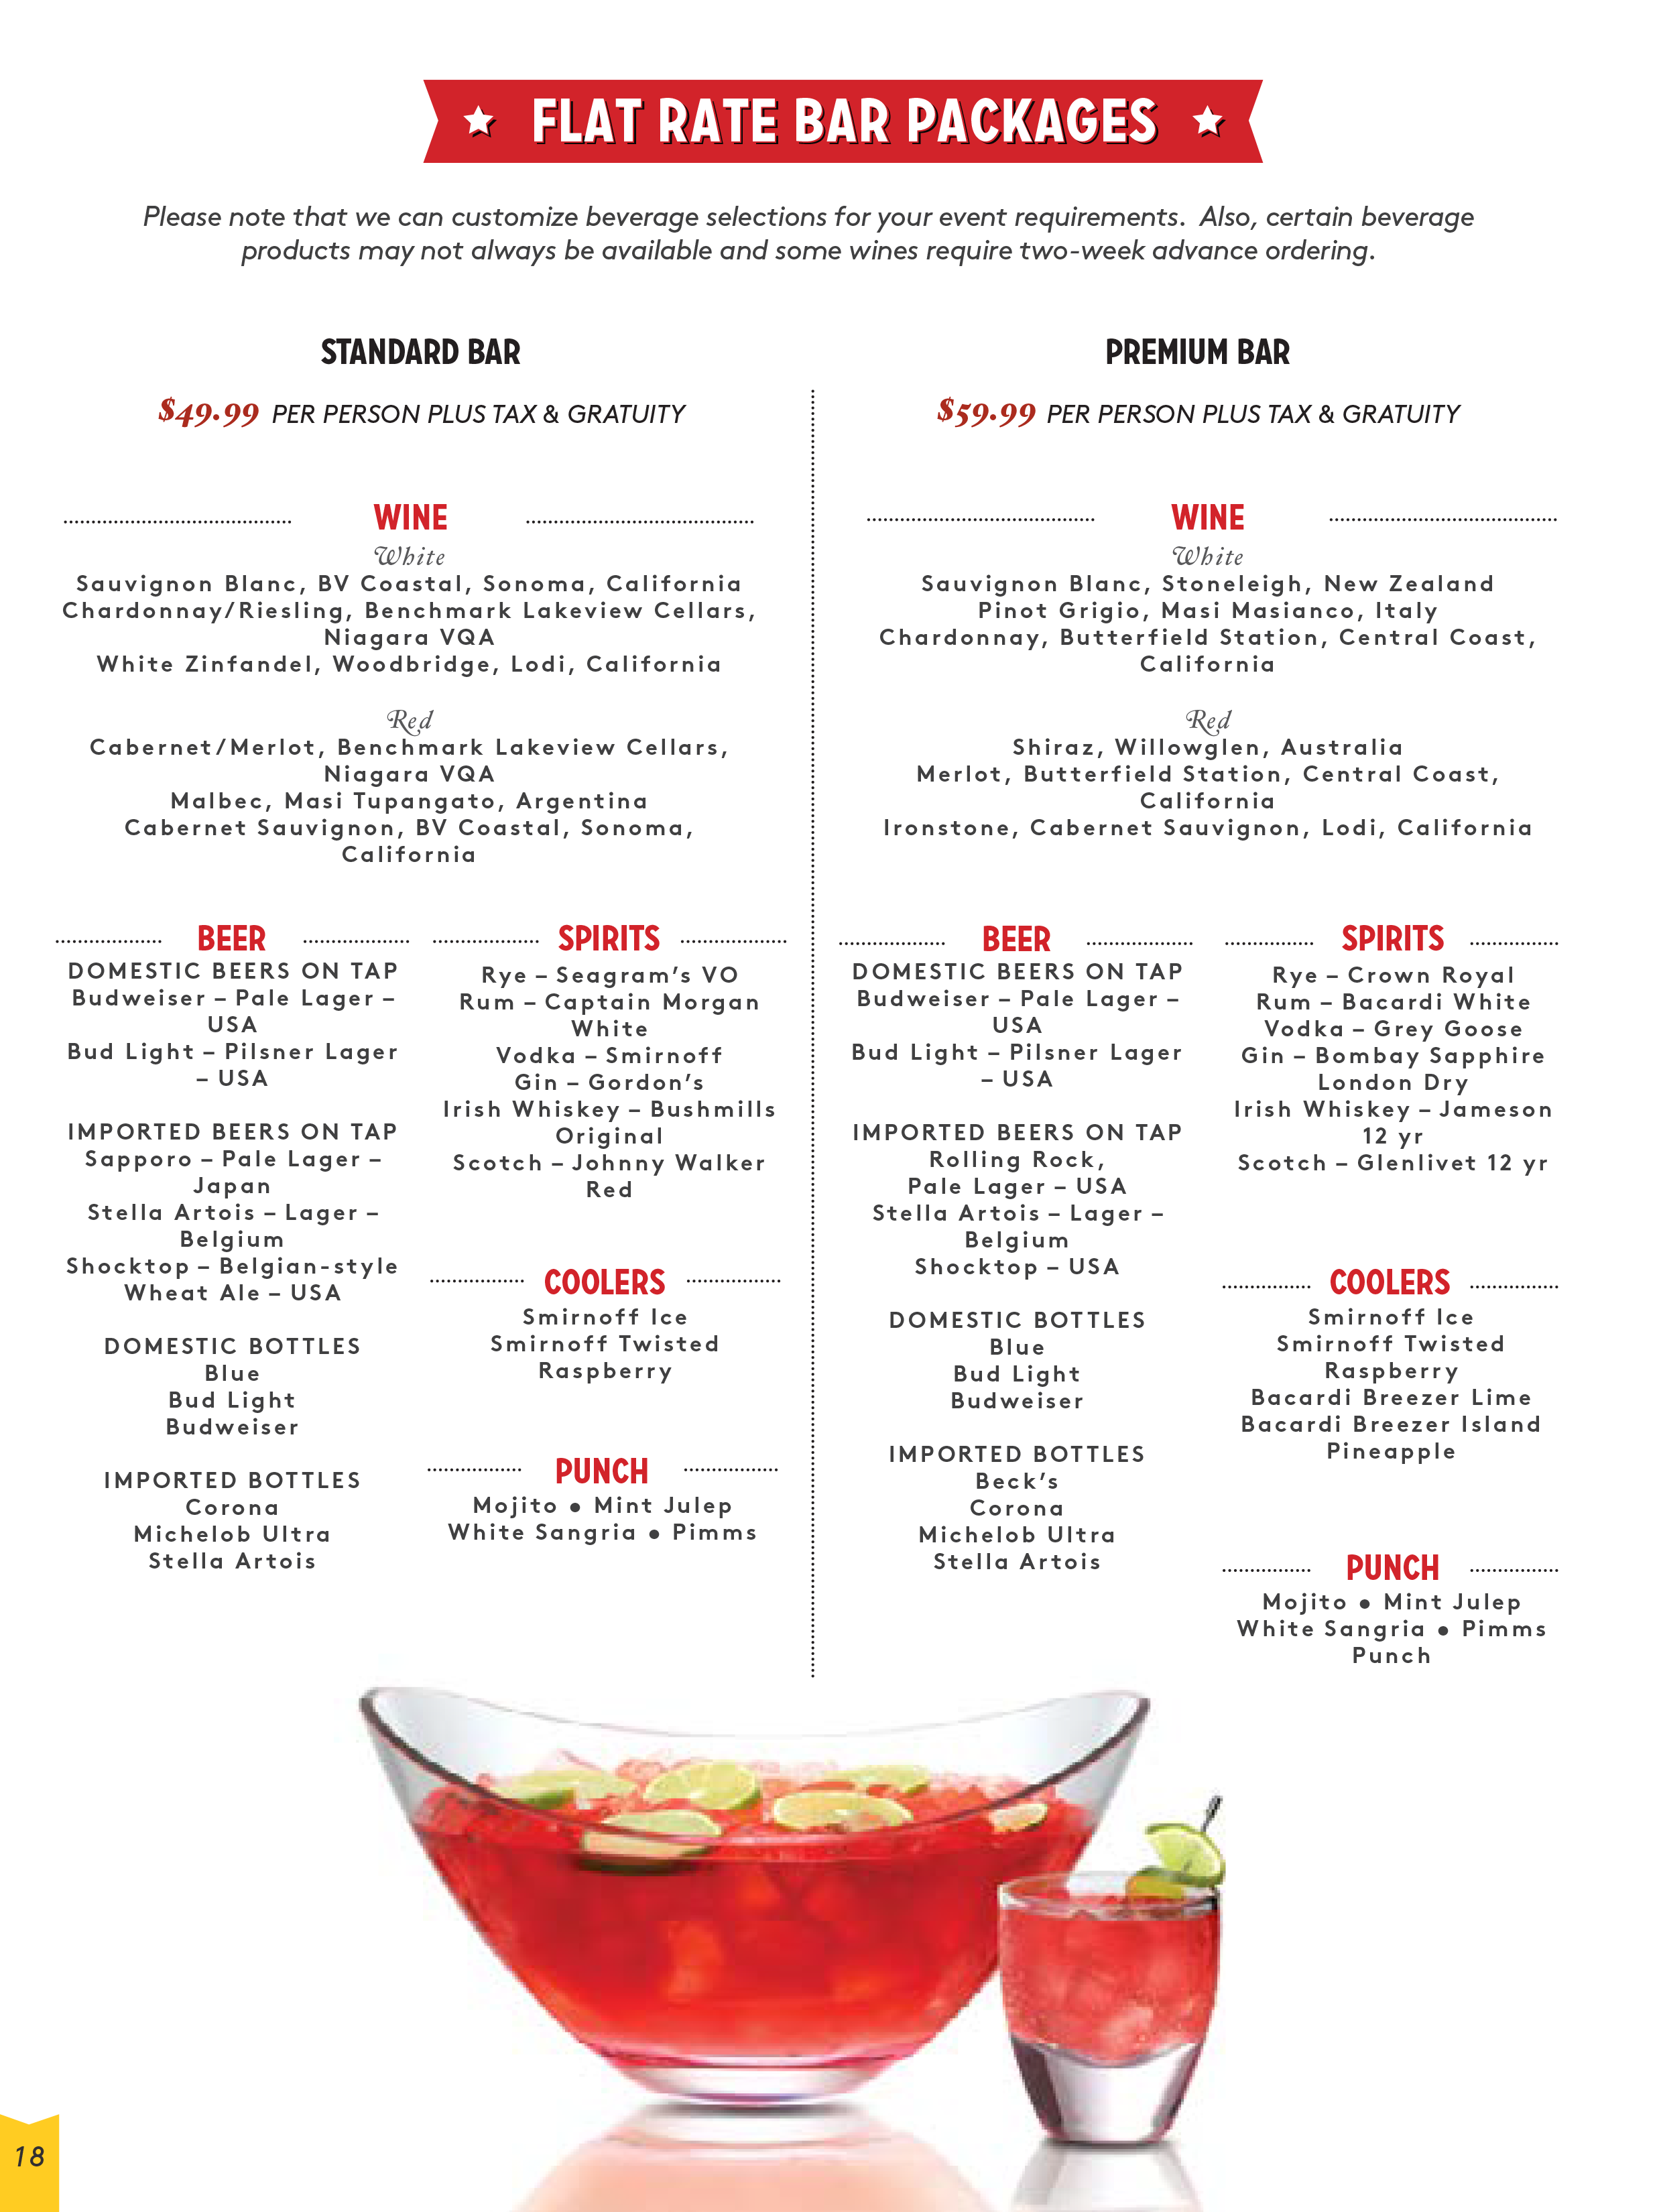 FLAT RATE BAR PACKAGES
Please note that we can customize beverage selections for your event requirements.  Also, certain beverage
products may not always be available and some wines require two-week advance ordering.
STANDARD BAR
$49.99 PER PERSON PLUS TAX & GRATUITY
WINE
White
Sauvignon Blanc, BV Coastal, Sonoma, California
Chardonnay/Riesling, Benchmark Lakeview Cellars,
Niagara VQA
White Zinfandel, Woodbridge, Lodi, California
Red
Cabernet/Merlot, Benchmark Lakeview Cellars,
Niagara VQA
Malbec, Masi Tupangato, Argentina
Cabernet Sauvignon, BV Coastal, Sonoma,
California
BEER
DOMESTIC BEERS ON TAP
Budweiser – Pale Lager –
USA
Bud Light – Pilsner Lager
– USA
IMPORTED BEERS ON TAP
Sapporo – Pale Lager –
Japan
Stella Artois – Lager –
Belgium
Shocktop – Belgian-style
Wheat Ale – USA
DOMESTIC BOTTLES
Blue
Bud Light
Budweiser
IMPORTED BOTTLES
Corona
Michelob Ultra
Stella Artois
SPIRITS
Rye – Seagram's VO
Rum – Captain Morgan
White
Vodka – Smirnoff
Gin – Gordon's
Irish Whiskey – Bushmills
Original
Scotch – Johnny Walker
Red
COOLERS
Smirnoff Ice
Smirnoff Twisted
Raspberry
PUNCH
Mojito • Mint Julep
White Sangria • Pimms
PREMIUM BAR
$59.99 PER PERSON PLUS TAX & GRATUITY
WINE
White
Sauvignon Blanc, Stoneleigh, New Zealand
Pinot Grigio, Masi Masianco, Italy
Chardonnay, Butterfield Station, Central Coast,
California
Red
Shiraz, Willowglen, Australia
Merlot, Butterfield Station, Central Coast,
California
Ironstone, Cabernet Sauvignon, Lodi, California
BEER
DOMESTIC BEERS ON TAP
Budweiser – Pale Lager –
USA
Bud Light – Pilsner Lager
– USA
IMPORTED BEERS ON TAP
Rolling Rock,
Pale Lager – USA
Stella Artois – Lager –
Belgium
Shocktop – USA
DOMESTIC BOTTLES
Blue
Bud Light
Budweiser
IMPORTED BOTTLES
Beck's
Corona
Michelob Ultra
Stella Artois
SPIRITS
Rye – Crown Royal
Rum – Bacardi White
Vodka – Grey Goose
Gin – Bombay Sapphire
London Dry
Irish Whiskey – Jameson
12 yr
Scotch – Glenlivet 12 yr
COOLERS
Smirnoff Ice
Smirnoff Twisted
Raspberry
Bacardi Breezer Lime
Bacardi Breezer Island
Pineapple
PUNCH
Mojito • Mint Julep
White Sangria • Pimms
Punch
18